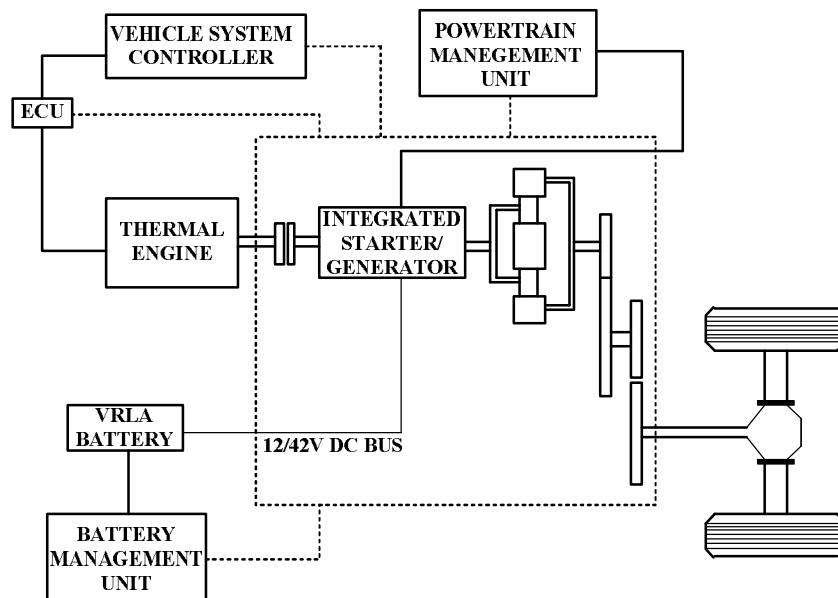 VEHICLE SYSTEM
CONTROLLER
POWERTRAIN
MANEGEMENT
UNIT
ECU
THERMAL
ENGINE
INTEGRATED
STARTER/
GENERATOR
VRLA
BATTERY
12/42V DC BUS
BATTERY
MANAGEMENT
UNIT